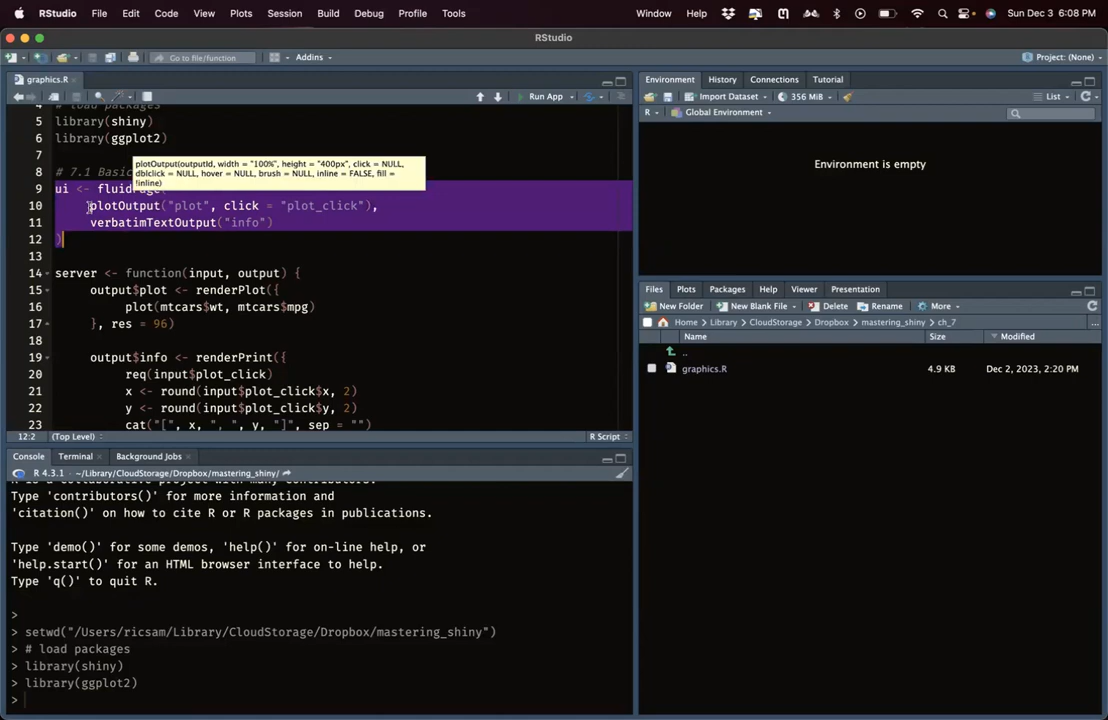 RStudio File Edit Code View Plots Session Build Debug Profile Tools Window Help Sun Dec 3 6:08 PM
RStudio
Go to file/function Addins Project: (None)
graphics.R
Run App
4 # load packages
5 library(shiny)
6 library(ggplot2)
7
8 # 7.1 Basic
plotOutput(outputId, width = "100%", height = "400px", click = NULL,
dblclick = NULL, hover = NULL, brush = NULL, inline = FALSE, fill =
!inline)
9 ui <- fluidPage(
10 plotOutput("plot", click = "plot_click"),
11 verbatimTextOutput("info")
12 )
13
14 server <- function(input, output) {
15 output$plot <- renderPlot({
16 plot(mtcars$wt, mtcars$mpg)
17 }, res = 96)
18
19 output$info <- renderPrint({
20 req(input$plot_click)
21 x <- round(input$plot_click$x, 2)
22 y <- round(input$plot_click$y, 2)
23 cat("[", x, ", ", y, "]", sep = "")
12:2 (Top Level) R Script
Console Terminal Background Jobs
R 4.3.1 · ~/Library/CloudStorage/Dropbox/mastering_shiny/
R is a collaborative project with many contributors.
Type 'contributors()' for more information and
'citation()' on how to cite R or R packages in publications.
Type 'demo()' for some demos, 'help()' for on-line help, or
'help.start()' for an HTML browser interface to help.
Type 'q()' to quit R.
>
> setwd("/Users/ricsam/Library/CloudStorage/Dropbox/mastering_shiny")
> # load packages
> library(shiny)
> library(ggplot2)
>
Environment History Connections Tutorial
Import Dataset 356 MiB List
R Global Environment
Environment is empty
Files Plots Packages Help Viewer Presentation
New Folder New Blank File Delete Rename More
Home Library CloudStorage Dropbox mastering_shiny ch_7 ...
Name Size Modified
..
graphics.R 4.9 KB Dec 2, 2023, 2:20 PM